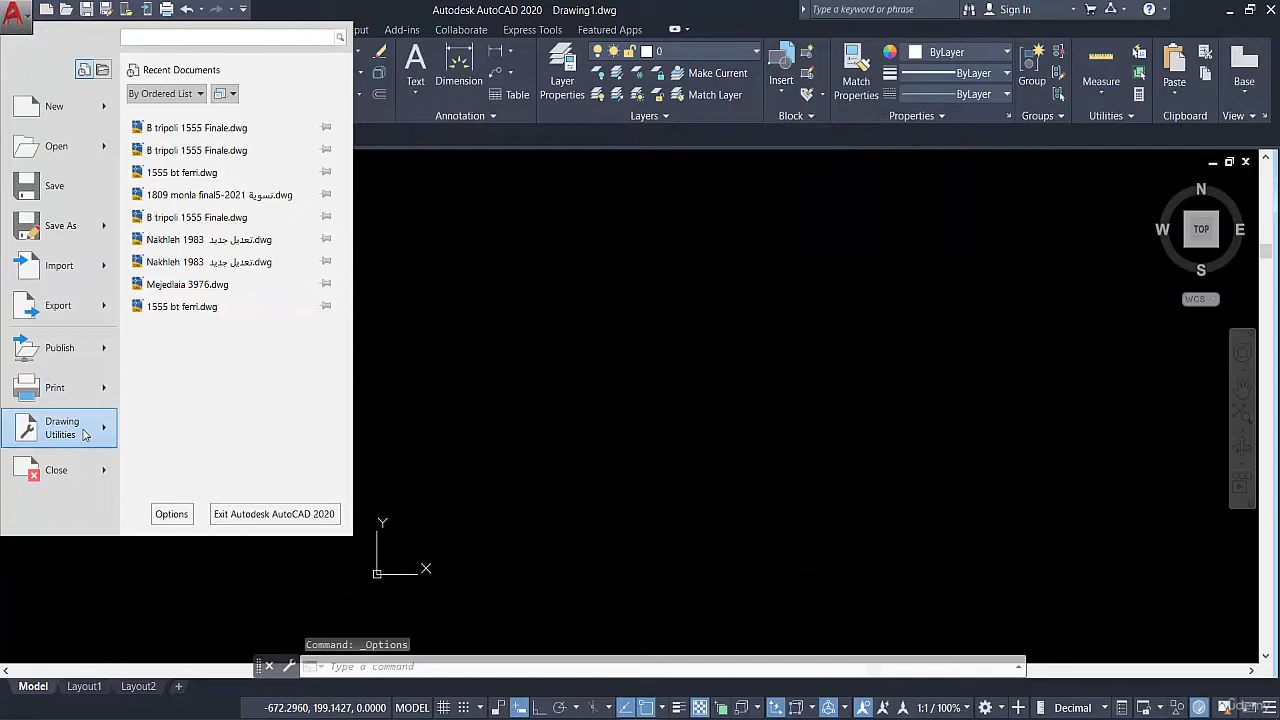 Autodesk AutoCAD 2020 Drawing1.dwg
Type a keyword or phrase
Sign In
Add-ins Collaborate Express Tools Featured Apps
Recent Documents
By Ordered List
B tripoli 1555 Finale.dwg
B tripoli 1555 Finale.dwg
1555 bt ferri.dwg
1809 monla final5-2021 تسوية.dwg
B tripoli 1555 Finale.dwg
Nakhleh 1983 تعديل جديد.dwg
Nakhleh 1983 تعديل جديد.dwg
Mejedlaia 3976.dwg
1555 bt ferri.dwg
New
Open
Save
Save As
Import
Export
Publish
Print
Drawing
Utilities
Close
Options
Exit Autodesk AutoCAD 2020
Text
Dimension
Table
Annotation
Layer
Properties
0
Make Current
Match Layer
Layers
Insert
Block
Match
Properties
ByLayer
ByLayer
ByLayer
Properties
Group
Groups
Measure
Utilities
Paste
Clipboard
Base
View
N
W TOP E
S
WCS
Y
X
Command: _Options
Type a command
Model Layout1 Layout2 +
-672.2960, 199.1427, 0.0000 MODEL 1:1 / 100% Decimal